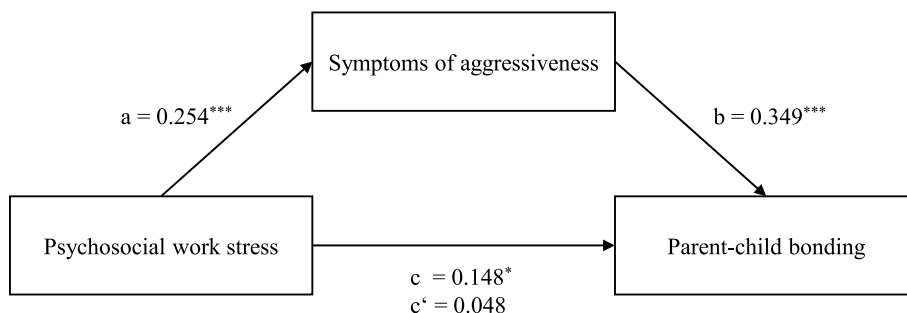 Symptoms of aggressiveness
a = 0.254***
b = 0.349***
Psychosocial work stress
Parent-child bonding
c = 0.148*
c‘ = 0.048